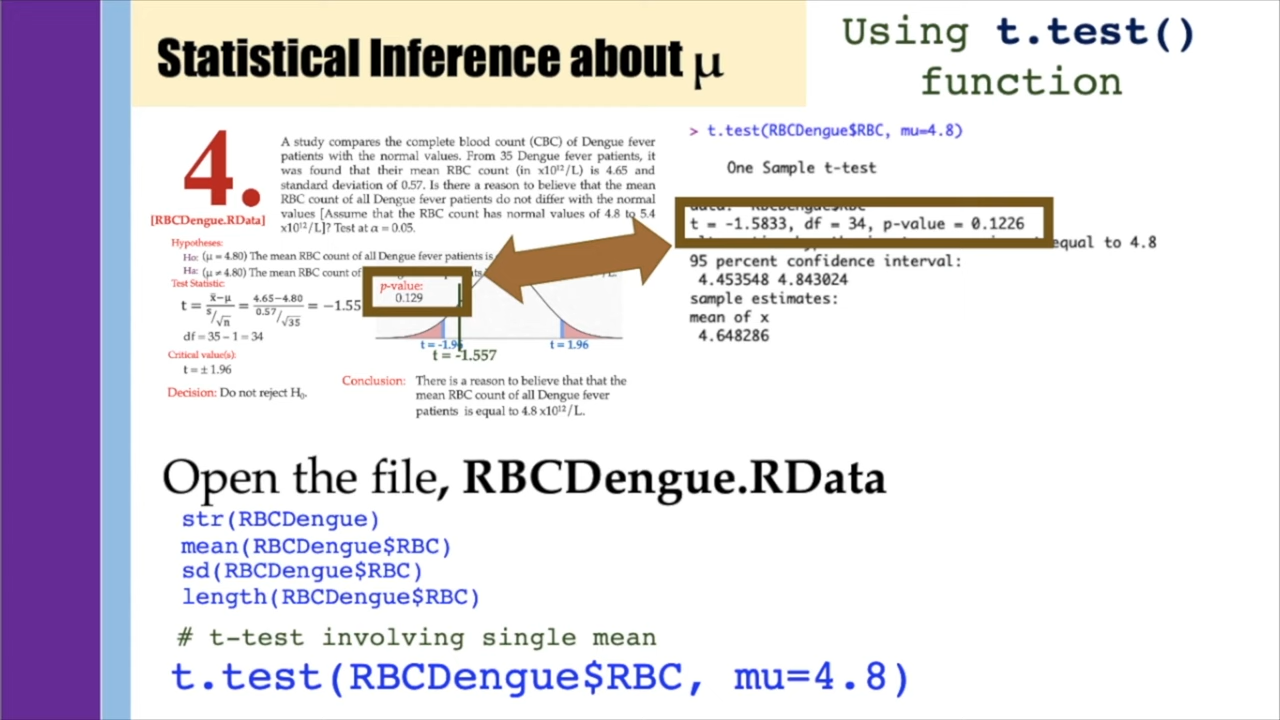 Statistical Inference about μ
Using t.test()
function
4.
[RBCDengue.RData]
A study compares the complete blood count (CBC) of Dengue fever
patients with the normal values. From 35 Dengue fever patients, it
was found that their mean RBC count (in x10¹²/L) is 4.65 and
standard deviation of 0.57. Is there a reason to believe that the mean
RBC count of all Dengue fever patients do not differ with the normal
values [Assume that the RBC count has normal values of 4.8 to 5.4
x10¹²/L]? Test at α = 0.05.
Hypotheses:
Ho: (μ = 4.80) The mean RBC count of all Dengue fever patients is
Ha: (μ ≠ 4.80) The mean RBC count of
Test Statistic:
t = x̄−μ / s/√n = 4.65−4.80 / 0.57/√35 = −1.55
df = 35 − 1 = 34
Critical value(s):
t = ± 1.96
Decision: Do not reject H₀.
p-value:
0.129
t = -1.96
t = 1.96
t = -1.557
Conclusion: There is a reason to believe that that the
mean RBC count of all Dengue fever
patients is equal to 4.8 x10¹²/L.
> t.test(RBCDengue$RBC, mu=4.8)
One Sample t-test
data: RBCDengue$RBC
t = -1.5833, df = 34, p-value = 0.1226
equal to 4.8
95 percent confidence interval:
4.453548 4.843024
sample estimates:
mean of x
4.648286
Open the file, RBCDengue.RData
str(RBCDengue)
mean(RBCDengue$RBC)
sd(RBCDengue$RBC)
length(RBCDengue$RBC)
# t-test involving single mean
t.test(RBCDengue$RBC, mu=4.8)